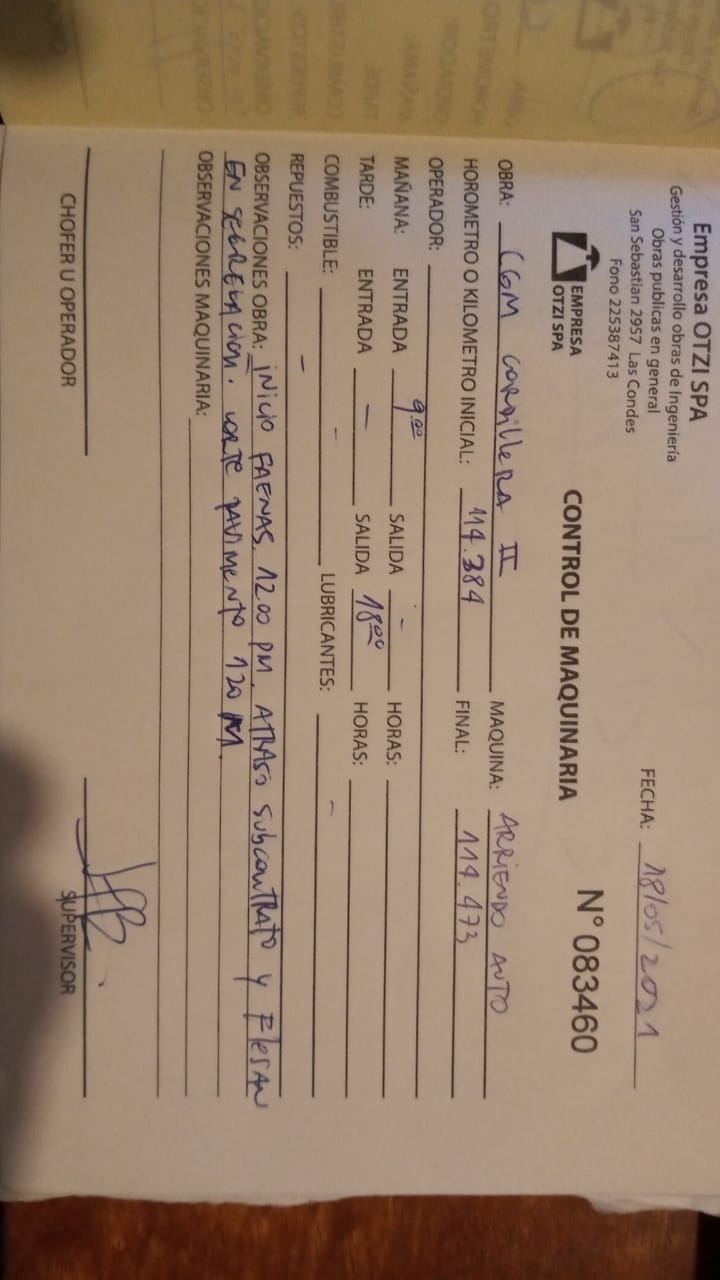 Empresa OTZI SPA
Gestión y desarrollo obras de Ingeniería
Obras publicas en general
San Sebastian 2957 Las Condes
Fono 225387413
EMPRESA
OTZI SPA
FECHA: 18/05/2021
CONTROL DE MAQUINARIA
N° 083460
OBRA: CGM CORDILLERA II MAQUINA: ARRIENDO AUTO
HOROMETRO O KILOMETRO INICIAL: 114.384 FINAL: 114.473
OPERADOR:
MAÑANA: ENTRADA 9.00 SALIDA - HORAS:
TARDE: ENTRADA - SALIDA 18.00 HORAS:
COMBUSTIBLE: - LUBRICANTES: -
REPUESTOS: -
OBSERVACIONES OBRA: INICIO FAENAS. 12.00 PM. ATRASO SUBCONTRATO y FLESAN
EN SEGREGACION. CORTE PAVIMENTO 120 Ml.
OBSERVACIONES MAQUINARIA:
CHOFER U OPERADOR
SUPERVISOR